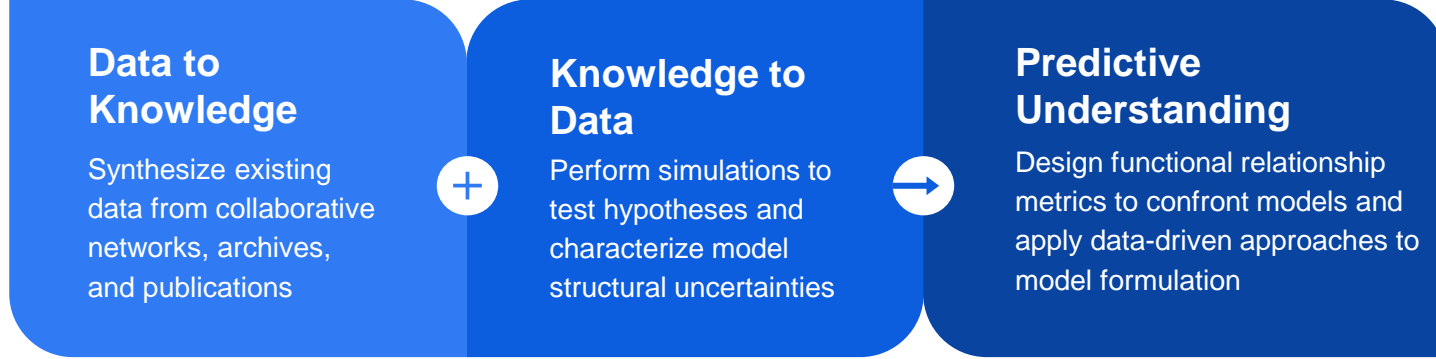 Data to
Knowledge
Synthesize existing
data from collaborative
networks, archives,
and publications
+
Knowledge to
Data
Perform simulations to
test hypotheses and
characterize model
structural uncertainties
Predictive
Understanding
Design functional relationship
metrics to confront models and
apply data-driven approaches to
model formulation